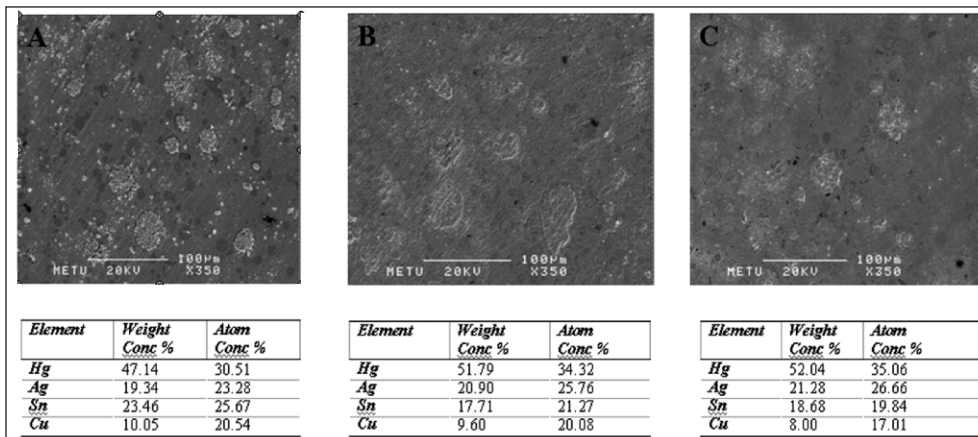 A B C
100µm 100µm 100µm
METU 20KV X350 METU 20KV X350 METU 20KV X350
Element Weight Conc % Atom Conc %
Hg 47.14 30.51
Ag 19.34 23.28
Sn 23.46 25.67
Cu 10.05 20.54
Element Weight Conc % Atom Conc %
Hg 51.79 34.32
Ag 20.90 25.76
Sn 17.71 21.27
Cu 9.60 20.08
Element Weight Conc % Atom Conc %
Hg 52.04 35.06
Ag 21.28 26.66
Sn 18.68 19.84
Cu 8.00 17.01